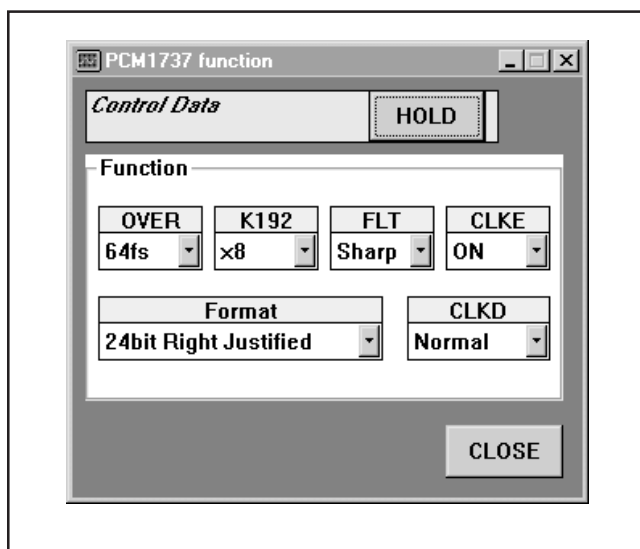 PCM1737 function
Control Data HOLD
Function
OVER K192 FLT CLKE
64fs x8 Sharp ON
Format CLKD
24bit Right Justified Normal
CLOSE